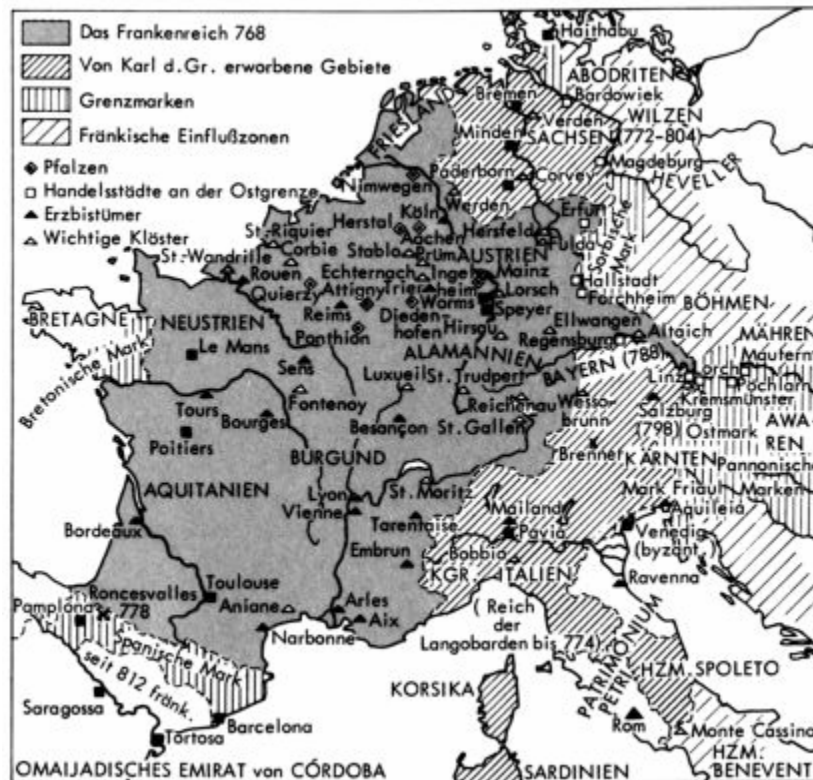 Das Frankenreich 768
Von Karl d.Gr. erworbene Gebiete
Grenzmarken
Fränkische Einflußzonen
Pfalzen
Handelsstädte an der Ostgrenze
Erzbistümer
Wichtige Klöster
Haithabu
ABODRITEN
Bardowiek
FRIESLAND
Bremen
Verden
WILZEN
Minden
SACHSEN (772-804)
Magdeburg
HEVELLER
Paderborn
Corvey
Nimwegen
Werden
Erfurt
Sorbische Mark
Herstal
Köln
Hersfeld
Fulda
St.-Riquier
Aachen
Corbie
Stablo
Prüm
AUSTRIEN
St.-Wandrille
Rouen
Echternach
Ingelheim
Mainz
Hallstadt
Quierzy
Attigny
Trier
Lorsch
Forchheim
BÖHMEN
Reims
Worms
Speyer
BRETAGNE
NEUSTRIEN
Diedenhofen
Hirsau
Ellwangen
Altaich
Ponthion
Regensburg
MÄHREN
Bretonische Mark
Le Mans
ALAMANNIEN
BAYERN (788)
Mautern
Sens
Linz
Lorch
Pöchlarn
Luxeuil
St. Trudpert
Kremsmünster
Fontenoy
Reichenau
Wessobrunn
Salzburg
(798)
Ostmark
AWAREN
Tours
Bourges
Besançon
St. Gallen
Brenner
Poitiers
BURGUND
KÄRNTEN
Pannonische
Marken
AQUITANIEN
Lyon
St. Moritz
Mark Friaul
Vienne
Tarentaise
Mailand
Aquileia
Bordeaux
Pavia
Venedig
(byzant.
Embrun
Bobbio
KGR. ITALIEN
Ravenna
Roncesvalles
778
Toulouse
Pamplona
Aniane
Arles
Aix
( Reich
der
Langobarden bis 774)
Narbonne
Spanische Mark
seit 812 fränk.
PATRIMONIUM
PETRI
HZM. SPOLETO
KORSIKA
Saragossa
Barcelona
Rom
Monte Cassino
Tortosa
HZM.
BENEVENT
OMAIJADISCHES EMIRAT von CÓRDOBA
SARDINIEN